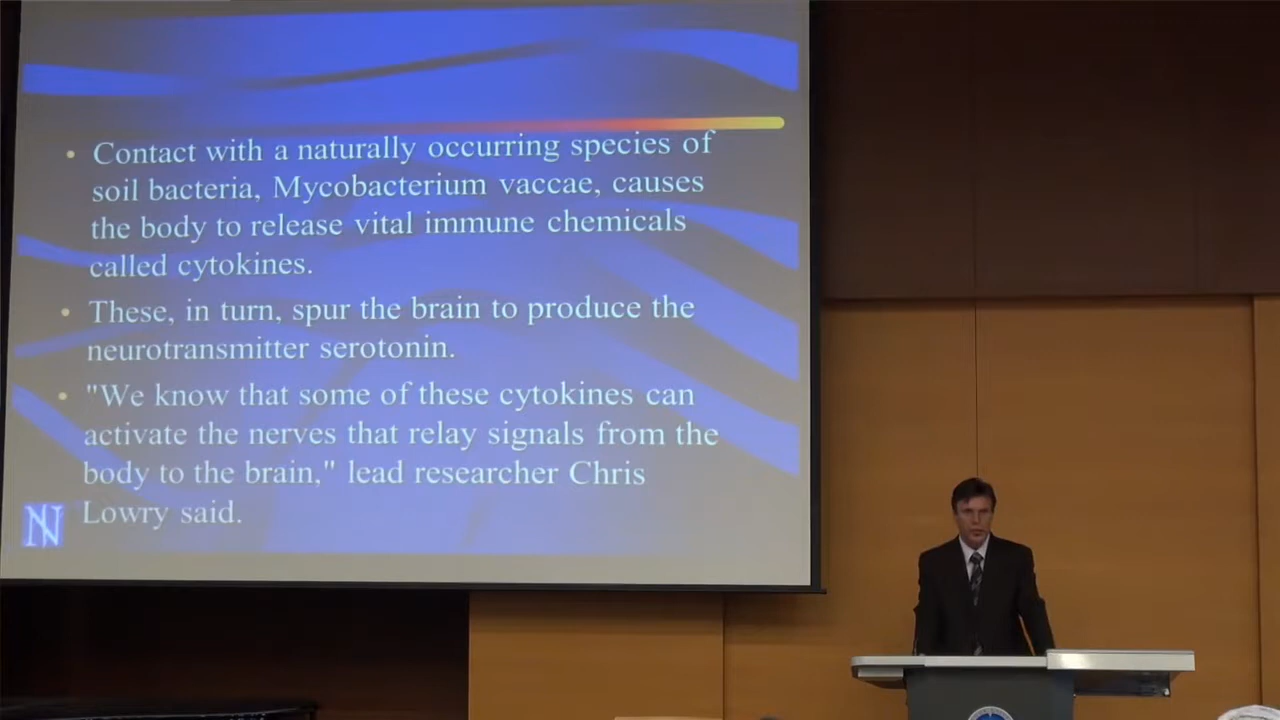 • Contact with a naturally occurring species of
soil bacteria, Mycobacterium vaccae, causes
the body to release vital immune chemicals
called cytokines.
• These, in turn, spur the brain to produce the
neurotransmitter serotonin.
• "We know that some of these cytokines can
activate the nerves that relay signals from the
body to the brain," lead researcher Chris
Lowry said.
N